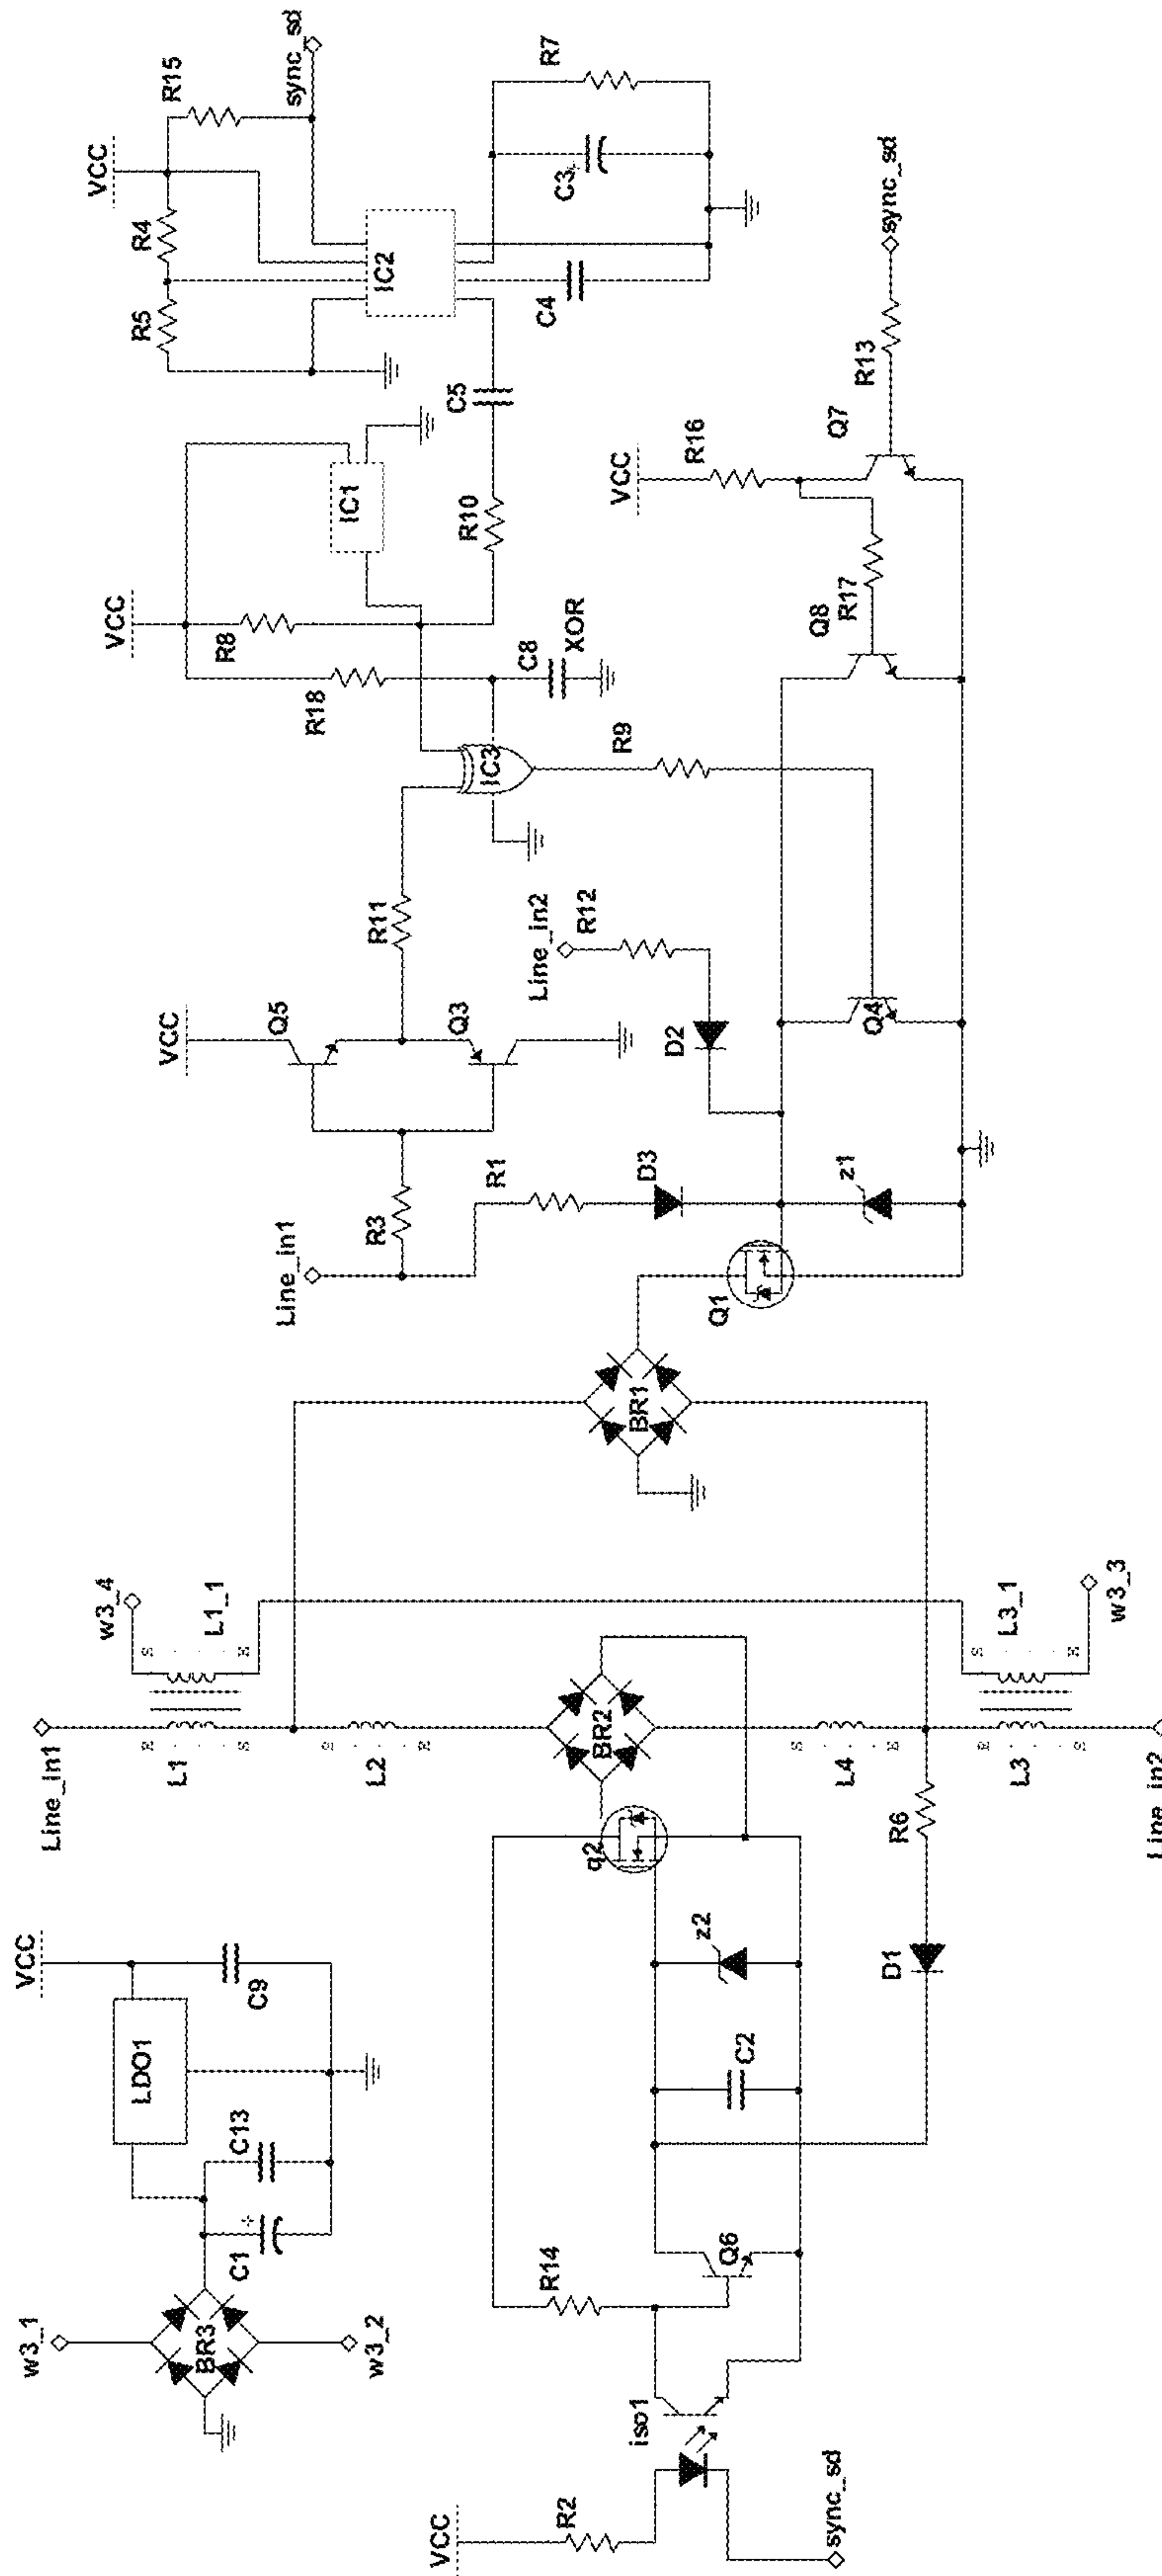 VCC
R4
R5
R15
sync_sd
IC2
C5
C4
C3
R7
VCC
R8
R18
IC1
R10
C8
XOR
IC3
R9
R11
VCC
Q5
Q3
R3
Line_in1
R1
D3
D2
Line_in2
R12
VCC
R16
Q7
R13
sync_sd
R17
Q8
Q4
z1
Q1
BR1
w3_4
L1_1
S
E
Line_in1
L1
E
S
L2
S
E
BR2
L4
S
E
L3_1
S
E
w3_3
L3
E
S
Line_in2
R6
D1
q2
z2
C2
Q6
R14
iso1
VCC
R2
sync_sd
VCC
LDO1
C9
C13
C1
+
w3_1
BR3
w3_2